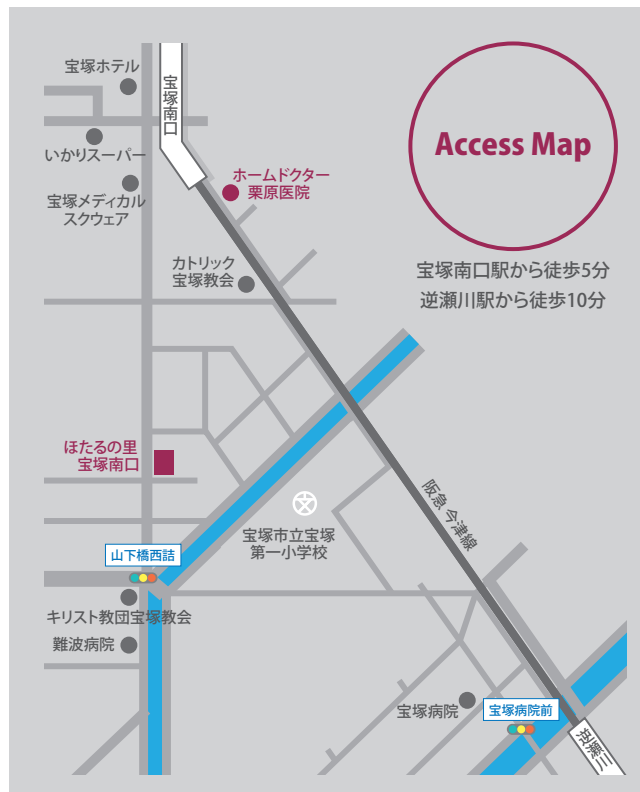 宝塚ホテル
宝塚南口
いかりスーパー
宝塚メディカル
スクウェア
ホームドクター
栗原医院
Access Map
宝塚南口駅から徒歩5分
逆瀬川駅から徒歩10分
カトリック
宝塚教会
ほたるの里
宝塚南口
阪急 今津線
文
宝塚市立宝塚
第一小学校
山下橋西詰
キリスト教団宝塚教会
難波病院
宝塚病院
宝塚病院前
逆瀬川